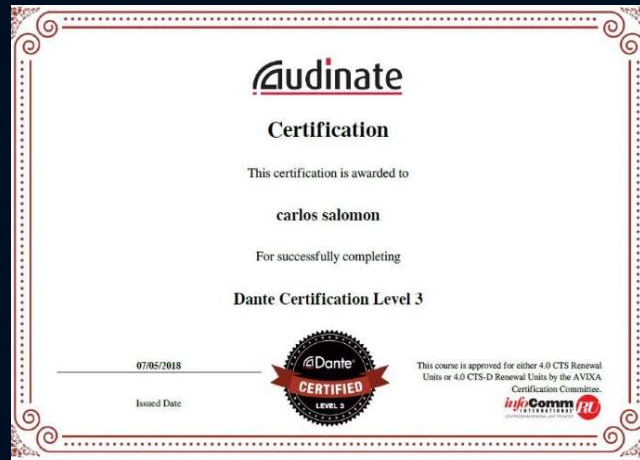 Audinate
Certification
This certification is awarded to
carlos salomon
For successfully completing
Dante Certification Level 3
07/05/2018
Issued Date
Dante
CERTIFIED
LEVEL 3
This course is approved for either 4.0 CTS Renewal
Units or 4.0 CTS-D Renewal Units by the AVIXA
Certification Committee.
infoComm
INTERNATIONAL
RU